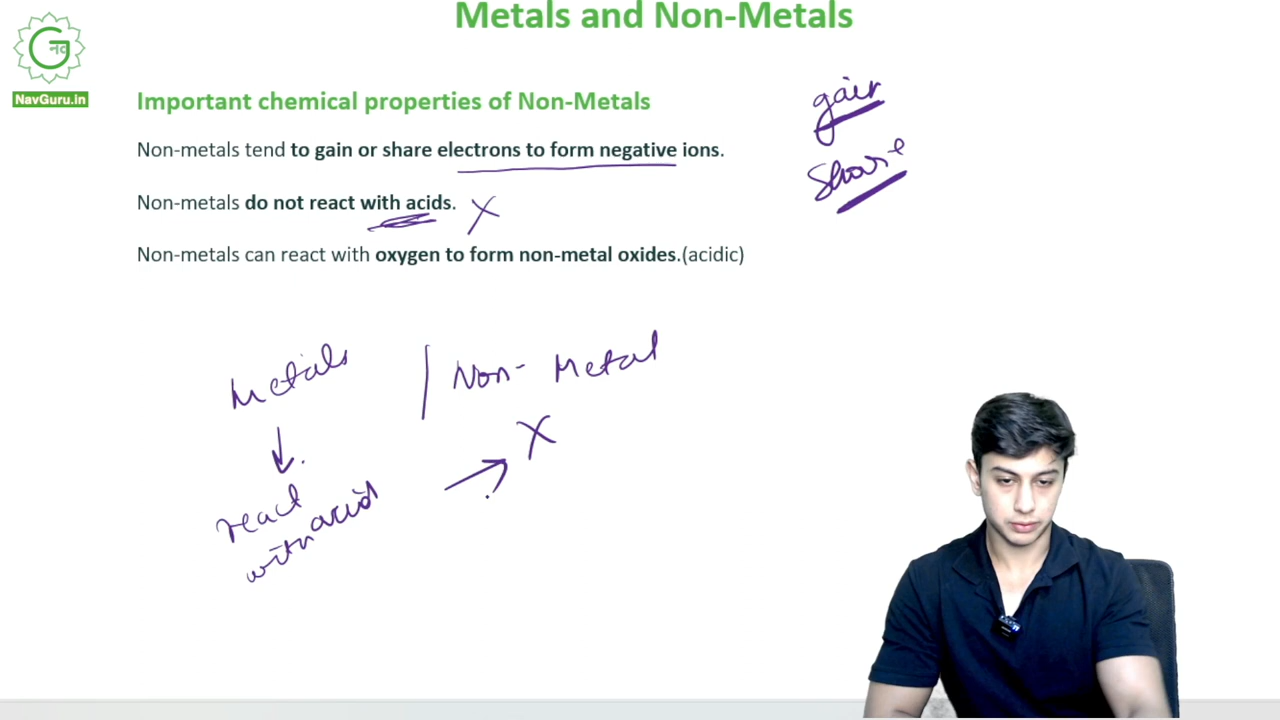 Metals and Non-Metals
नव
NavGuru.in
Important chemical properties of Non-Metals
Non-metals tend to gain or share electrons to form negative ions.
Non-metals do not react with acids. X
Non-metals can react with oxygen to form non-metal oxides.(acidic)
gain
Share
Metals / Non-Metal
X
react
with acid